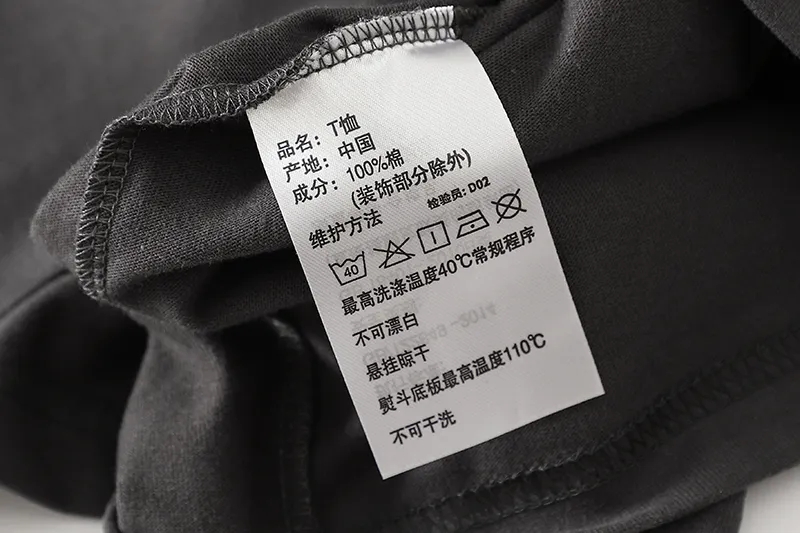 品名：T恤
产地：中国
成分：100%棉
(装饰部分除外)
维护方法 检验员: D02
40
最高洗涤温度40℃常规程序
不可漂白
悬挂晾干
熨斗底板最高温度110℃
不可干洗